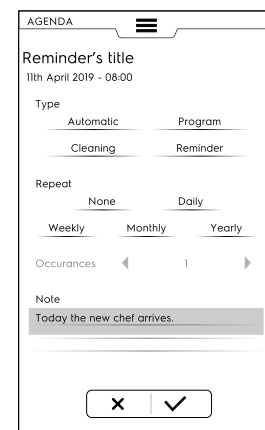 AGENDA
Reminder's title
11th April 2019 - 08:00
Type
Automatic Program
Cleaning Reminder
Repeat
None Daily
Weekly Monthly Yearly
Occurances 1
Note
Today the new chef arrives.